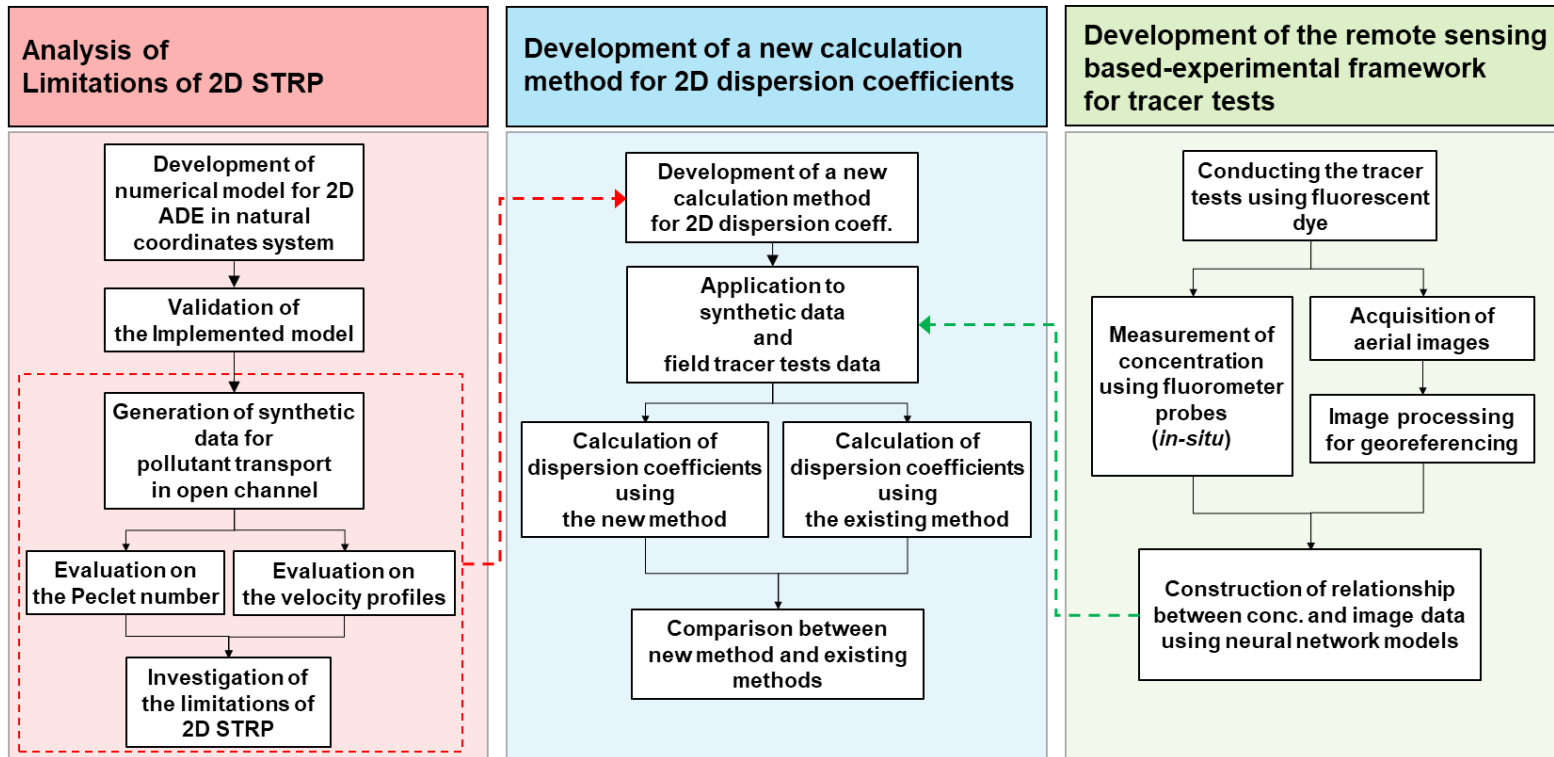 Analysis of
Limitations of 2D STRP
Development of
numerical model for 2D
ADE in natural
coordinates system
Validation of
the Implemented model
Generation of synthetic
data for
pollutant transport
in open channel
Evaluation on
the Peclet number
Evaluation on
the velocity profiles
Investigation of
the limitations of
2D STRP
Development of a new calculation
method for 2D dispersion coefficients
Development of a new
calculation method
for 2D dispersion coeff.
Application to
synthetic data
and
field tracer tests data
Calculation of
dispersion coefficients
using
the new method
Calculation of
dispersion coefficients
using
the existing method
Comparison between
new method and existing
methods
Development of the remote sensing
based-experimental framework
for tracer tests
Conducting the tracer
tests using fluorescent
dye
Measurement of
concentration
using fluorometer
probes
(in-situ)
Acquisition of
aerial images
Image processing
for georeferencing
Construction of relationship
between conc. and image data
using neural network models